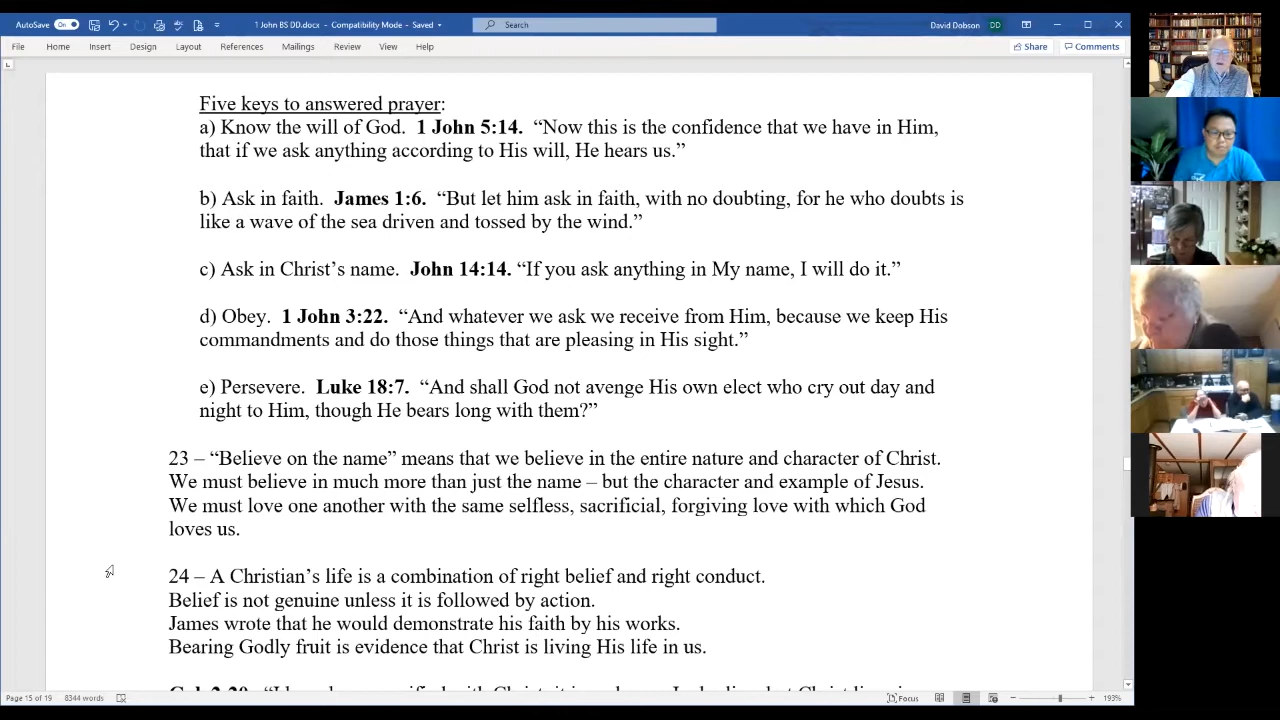 AutoSave On 1 John BS DD.docx - Compatibility Mode - Saved Search David Dobson DD
File Home Insert Design Layout References Mailings Review View Help Share Comments
Five keys to answered prayer:
a) Know the will of God. 1 John 5:14. “Now this is the confidence that we have in Him,
that if we ask anything according to His will, He hears us.”
b) Ask in faith. James 1:6. “But let him ask in faith, with no doubting, for he who doubts is
like a wave of the sea driven and tossed by the wind.”
c) Ask in Christ’s name. John 14:14. “If you ask anything in My name, I will do it.”
d) Obey. 1 John 3:22. “And whatever we ask we receive from Him, because we keep His
commandments and do those things that are pleasing in His sight.”
e) Persevere. Luke 18:7. “And shall God not avenge His own elect who cry out day and
night to Him, though He bears long with them?”
23 – “Believe on the name” means that we believe in the entire nature and character of Christ.
We must believe in much more than just the name – but the character and example of Jesus.
We must love one another with the same selfless, sacrificial, forgiving love with which God
loves us.
24 – A Christian’s life is a combination of right belief and right conduct.
Belief is not genuine unless it is followed by action.
James wrote that he would demonstrate his faith by his works.
Bearing Godly fruit is evidence that Christ is living His life in us.
Page 15 of 19 8344 words Focus 193%